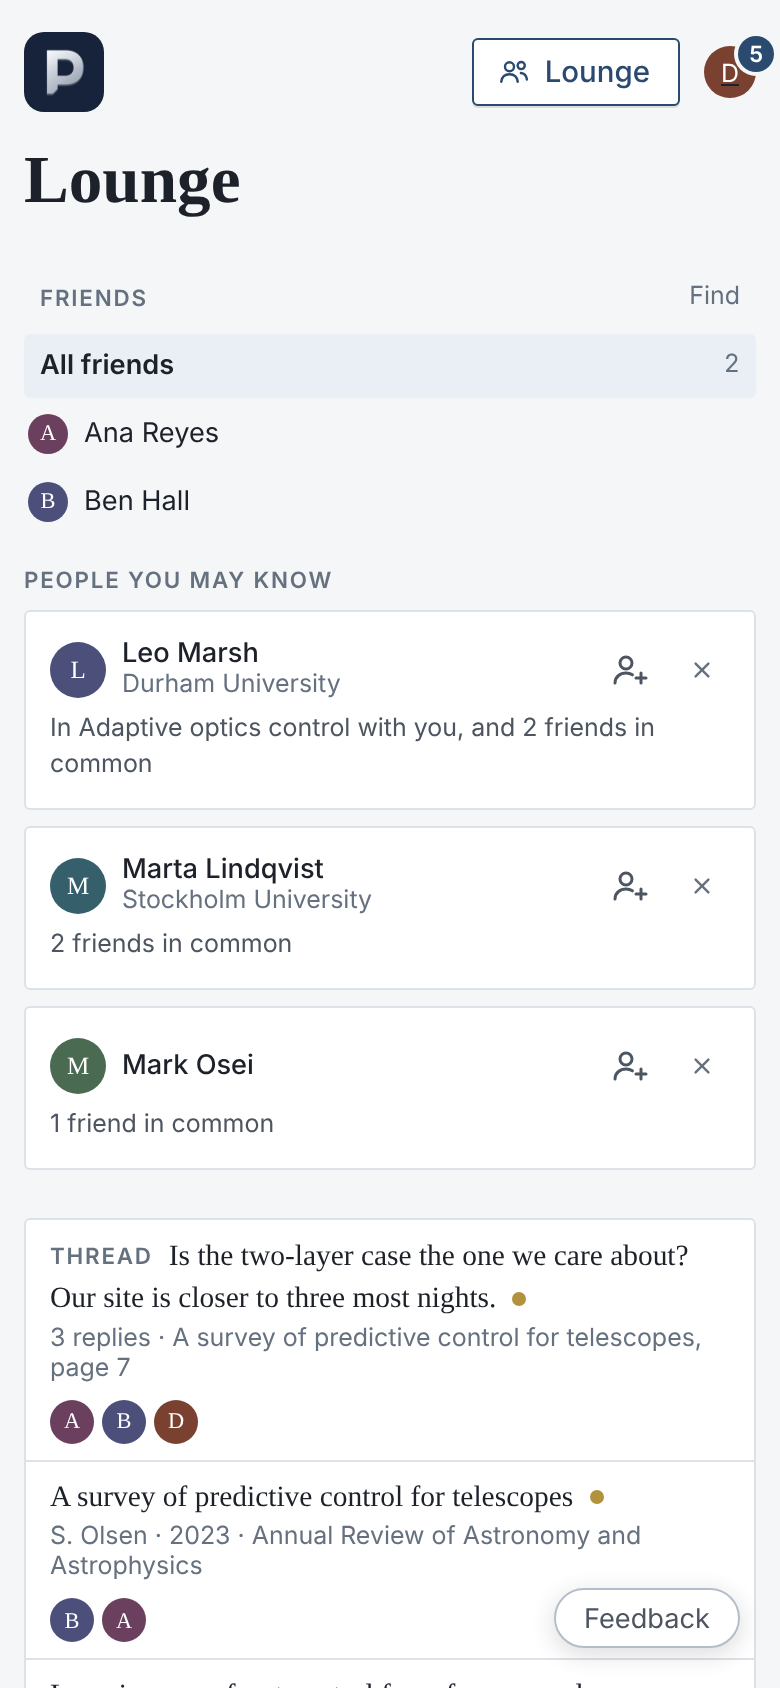 P
Lounge
D
5
Lounge
FRIENDS
Find
All friends
2
A
Ana Reyes
B
Ben Hall
PEOPLE YOU MAY KNOW
L
Leo Marsh
Durham University
In Adaptive optics control with you, and 2 friends in
common
M
Marta Lindqvist
Stockholm University
2 friends in common
M
Mark Osei
1 friend in common
THREAD Is the two-layer case the one we care about?
Our site is closer to three most nights.
3 replies · A survey of predictive control for telescopes,
page 7
A B D
A survey of predictive control for telescopes
S. Olsen · 2023 · Annual Review of Astronomy and
Astrophysics
B A
Feedback